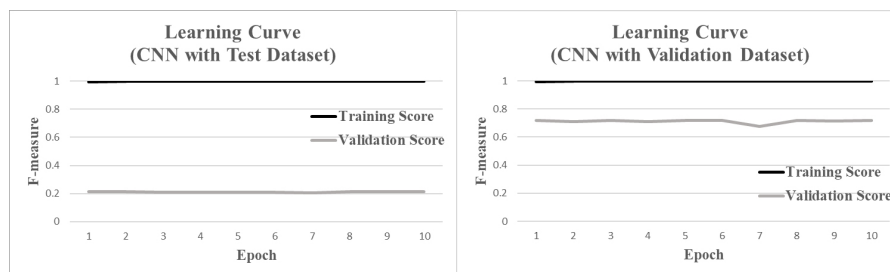 Learning Curve
(CNN with Test Dataset)
1
0.8
0.6
0.4
0.2
0
F-measure
Training Score
Validation Score
1 2 3 4 5 6 7 8 9 10
Epoch
Learning Curve
(CNN with Validation Dataset)
1
0.8
0.6
0.4
0.2
0
F-measure
Training Score
Validation Score
1 2 3 4 5 6 7 8 9 10
Epoch